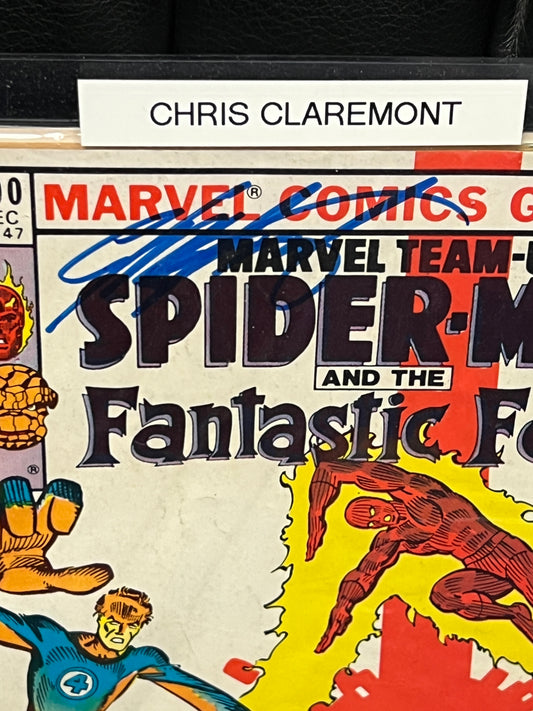 CHRIS CLAREMONT
00
EC
47
MARVEL® COMICS G
MARVEL TEAM-U
SPIDER-M
AND THE
Fantastic Fo
®
4